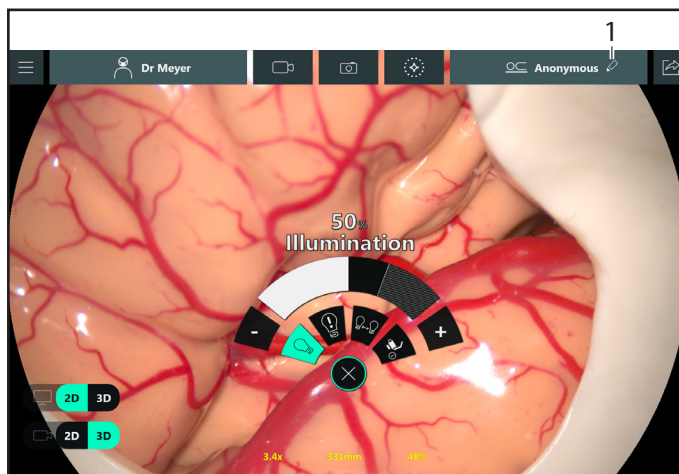 1
Dr Meyer
Anonymous
50%
Illumination
-
+
2D 3D
2D 3D
3.4x 331mm 48%